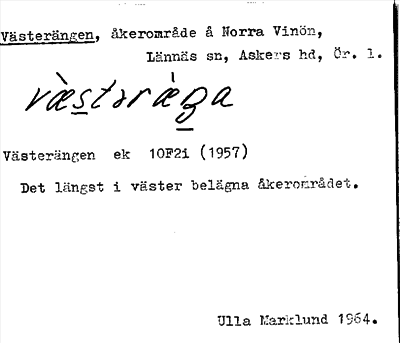 Västerängen, åkerområde å Norra Vinön,
Lännäs sn, Askers hd, Ör. l.
Västerängen ek 10F2i (1957)
Det längst i väster belägna åkerområdet.
Ulla Marklund 1964.